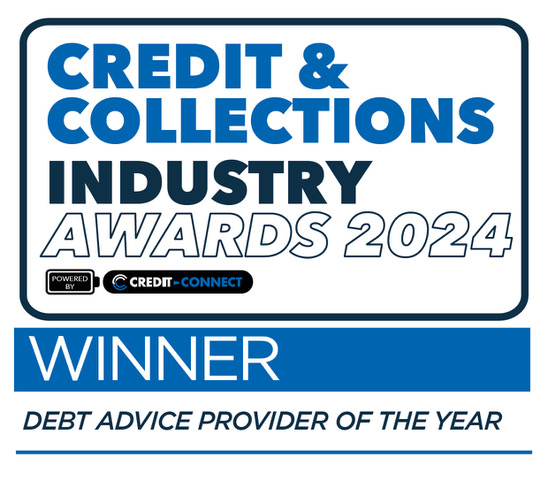 CREDIT &
COLLECTIONS
INDUSTRY
AWARDS 2024
POWERED
BY
CREDIT-CONNECT
WINNER
DEBT ADVICE PROVIDER OF THE YEAR